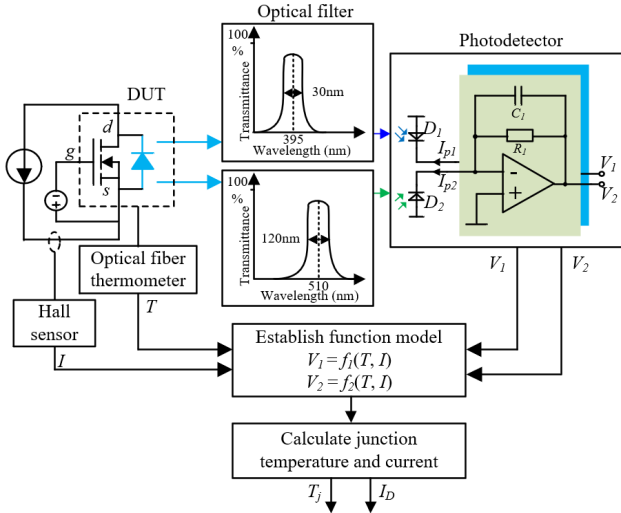 Optical filter
100
%
Transmittance
30nm
395
Wavelength (nm)
Photodetector
C1
R1
D1
Ip1
Ip2
D2
-
+
V1
V2
DUT
d
g
s
100
%
Transmittance
120nm
510
Wavelength (nm)
Optical fiber
thermometer
Hall
sensor
T
I
V1
V2
Establish function model
V1 = f1(T, I)
V2 = f2(T, I)
Calculate junction
temperature and current
Tj
ID